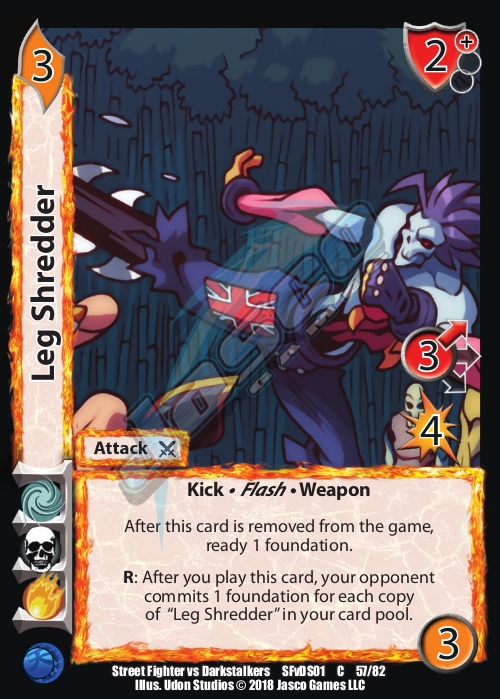 3
2
+
Leg Shredder
JASCO
3
4
Attack
Kick • Flash • Weapon
After this card is removed from the game,
ready 1 foundation.
R: After you play this card, your opponent
commits 1 foundation for each copy
of "Leg Shredder" in your card pool.
3
Street Fighter vs Darkstalkers SFvDS01 C 57/82
Illus. Udon Studios © 2018 Jasco Games LLC